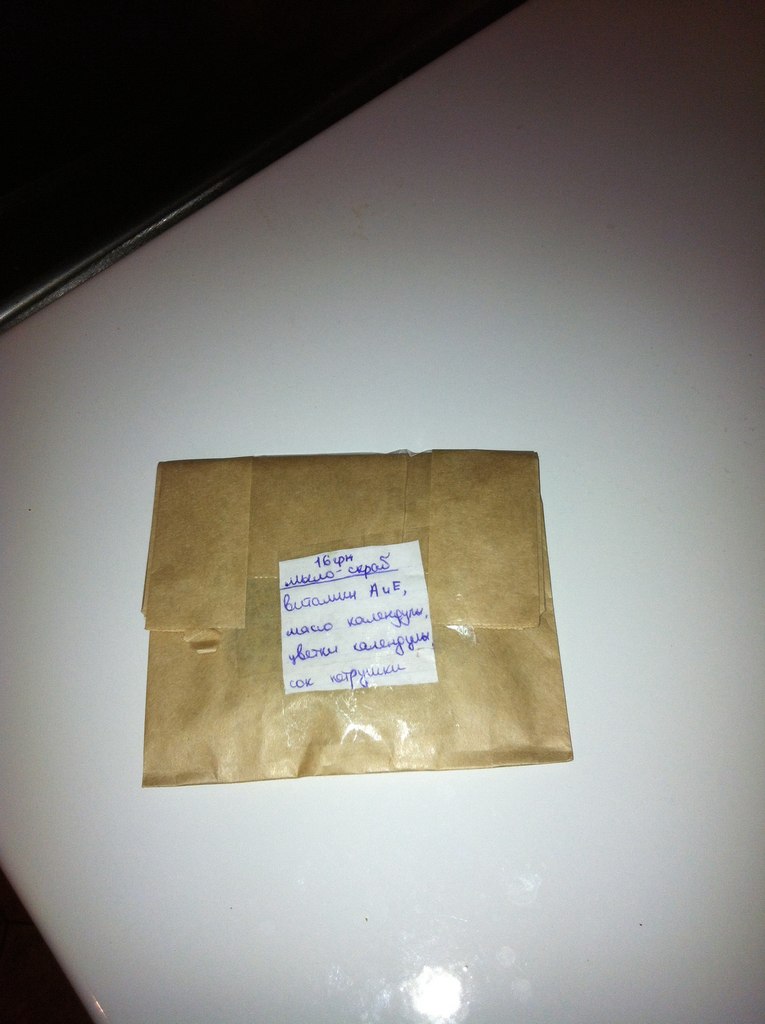 16грн
мыло-скраб
витамин А и Е,
масло календулы,
цветки календулы
сок петрушки